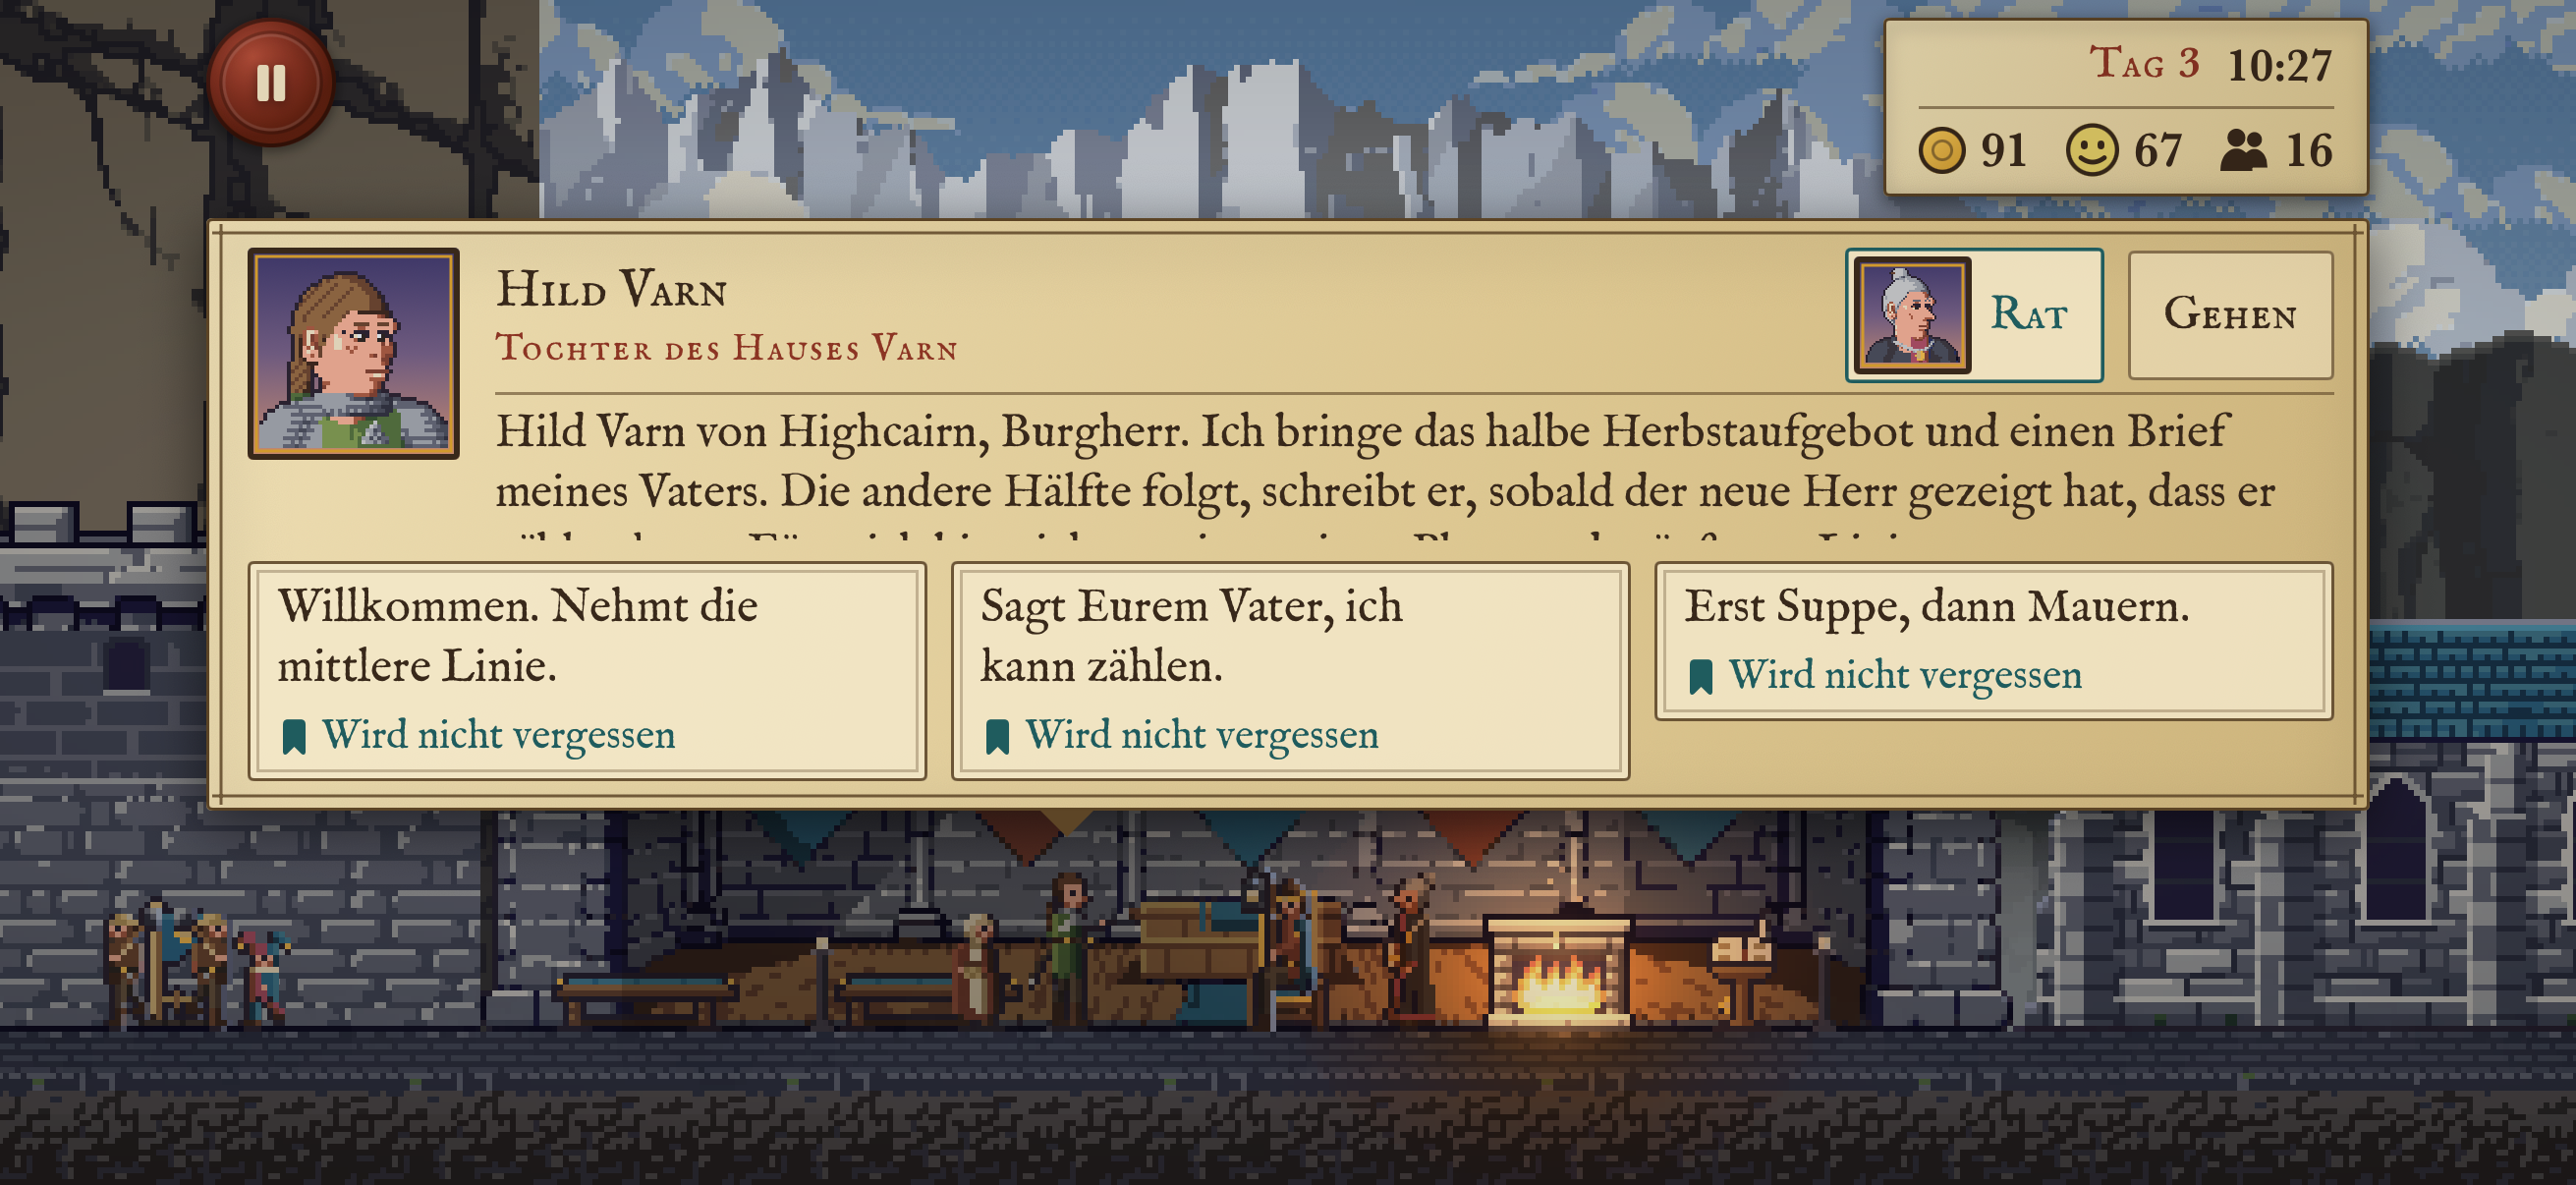 Tag 3 10:27
91 67 16
Hild Varn
Tochter des Hauses Varn
Rat
Gehen
Hild Varn von Highcairn, Burgherr. Ich bringe das halbe Herbstaufgebot und einen Brief
meines Vaters. Die andere Hälfte folgt, schreibt er, sobald der neue Herr gezeigt hat, dass er
Willkommen. Nehmt die
mittlere Linie.
Wird nicht vergessen
Sagt Eurem Vater, ich
kann zählen.
Wird nicht vergessen
Erst Suppe, dann Mauern.
Wird nicht vergessen